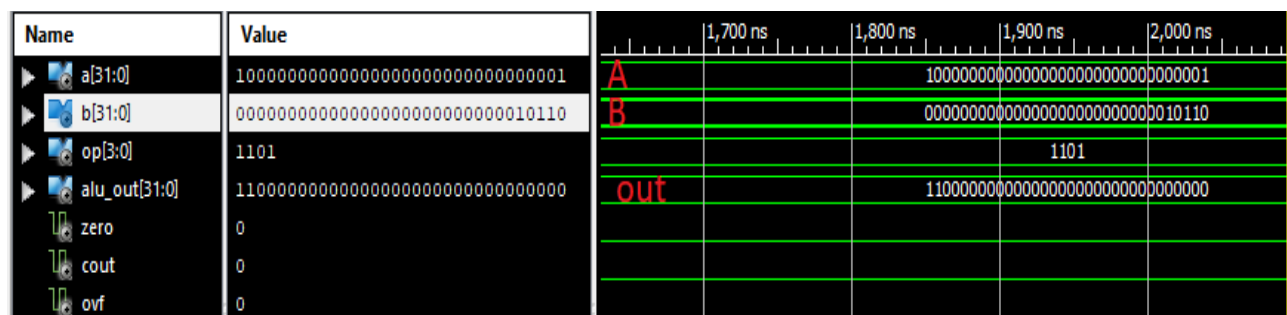 Name Value |1,700 ns |1,800 ns |1,900 ns |2,000 ns
a[31:0] 10000000000000000000000000000001 A 10000000000000000000000000000001
b[31:0] 00000000000000000000000000010110 B 00000000000000000000000000010110
op[3:0] 1101 1101
alu_out[31:0] 11000000000000000000000000000000 out 11000000000000000000000000000000
zero 0
cout 0
ovf 0